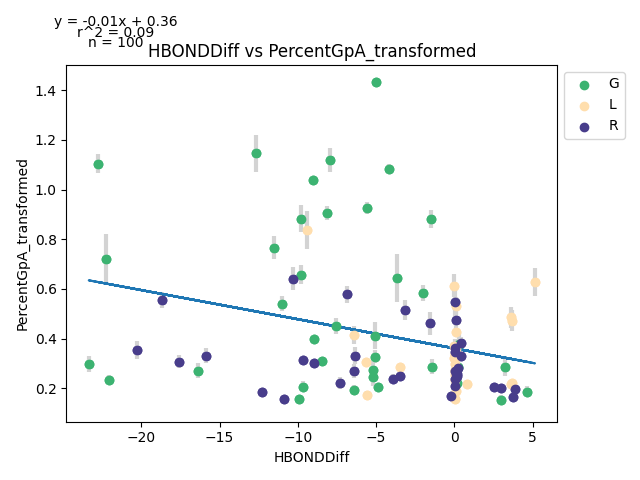 y = -0.01x + 0.36
r^2 = 0.09
n = 100
HBONDDiff vs PercentGpA_transformed
G
L
R
PercentGpA_transformed
1.4
1.2
1.0
0.8
0.6
0.4
0.2
−20
−15
−10
−5
0
5
HBONDDiff